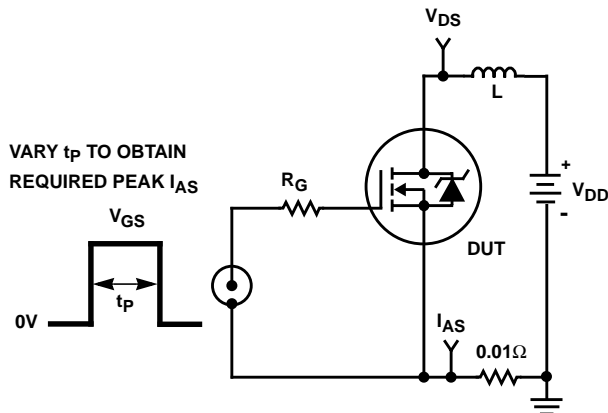 V_DS
L
VARY t_P TO OBTAIN
REQUIRED PEAK I_AS
R_G
+
V_DD
-
V_GS
DUT
t_P
0V
I_AS
0.01Ω